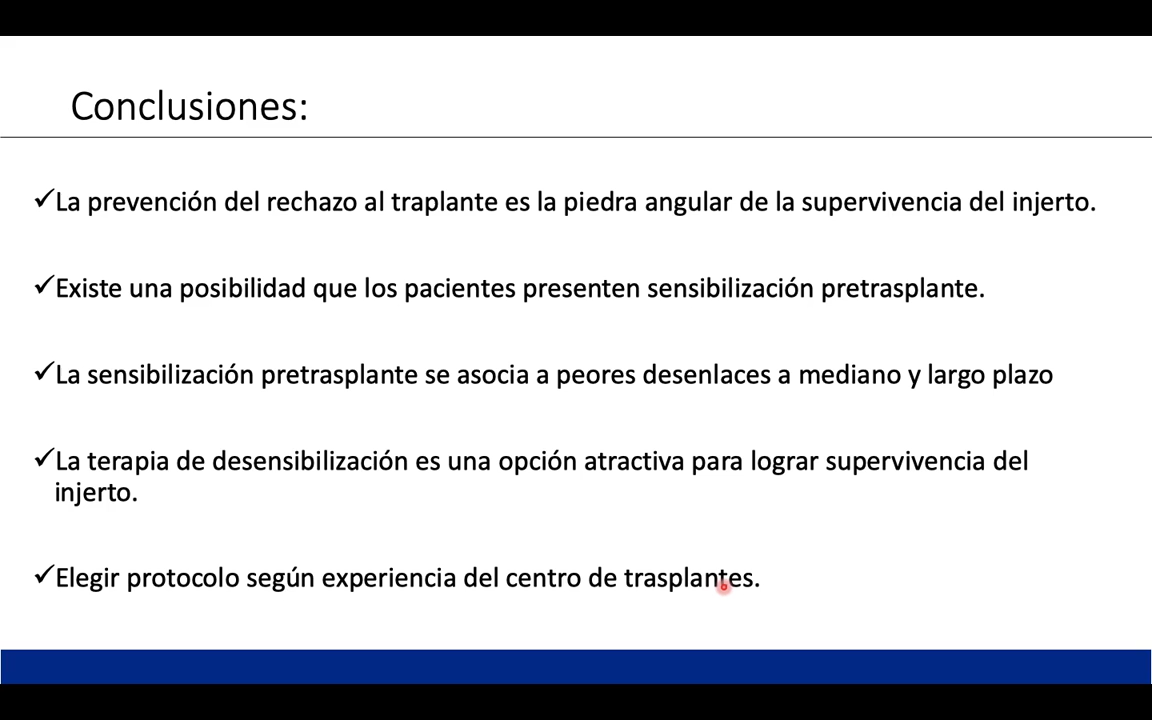 Conclusiones:
✓La prevención del rechazo al traplante es la piedra angular de la supervivencia del injerto.
✓Existe una posibilidad que los pacientes presenten sensibilización pretrasplante.
✓La sensibilización pretrasplante se asocia a peores desenlaces a mediano y largo plazo
✓La terapia de desensibilización es una opción atractiva para lograr supervivencia del
injerto.
✓Elegir protocolo según experiencia del centro de trasplantes.